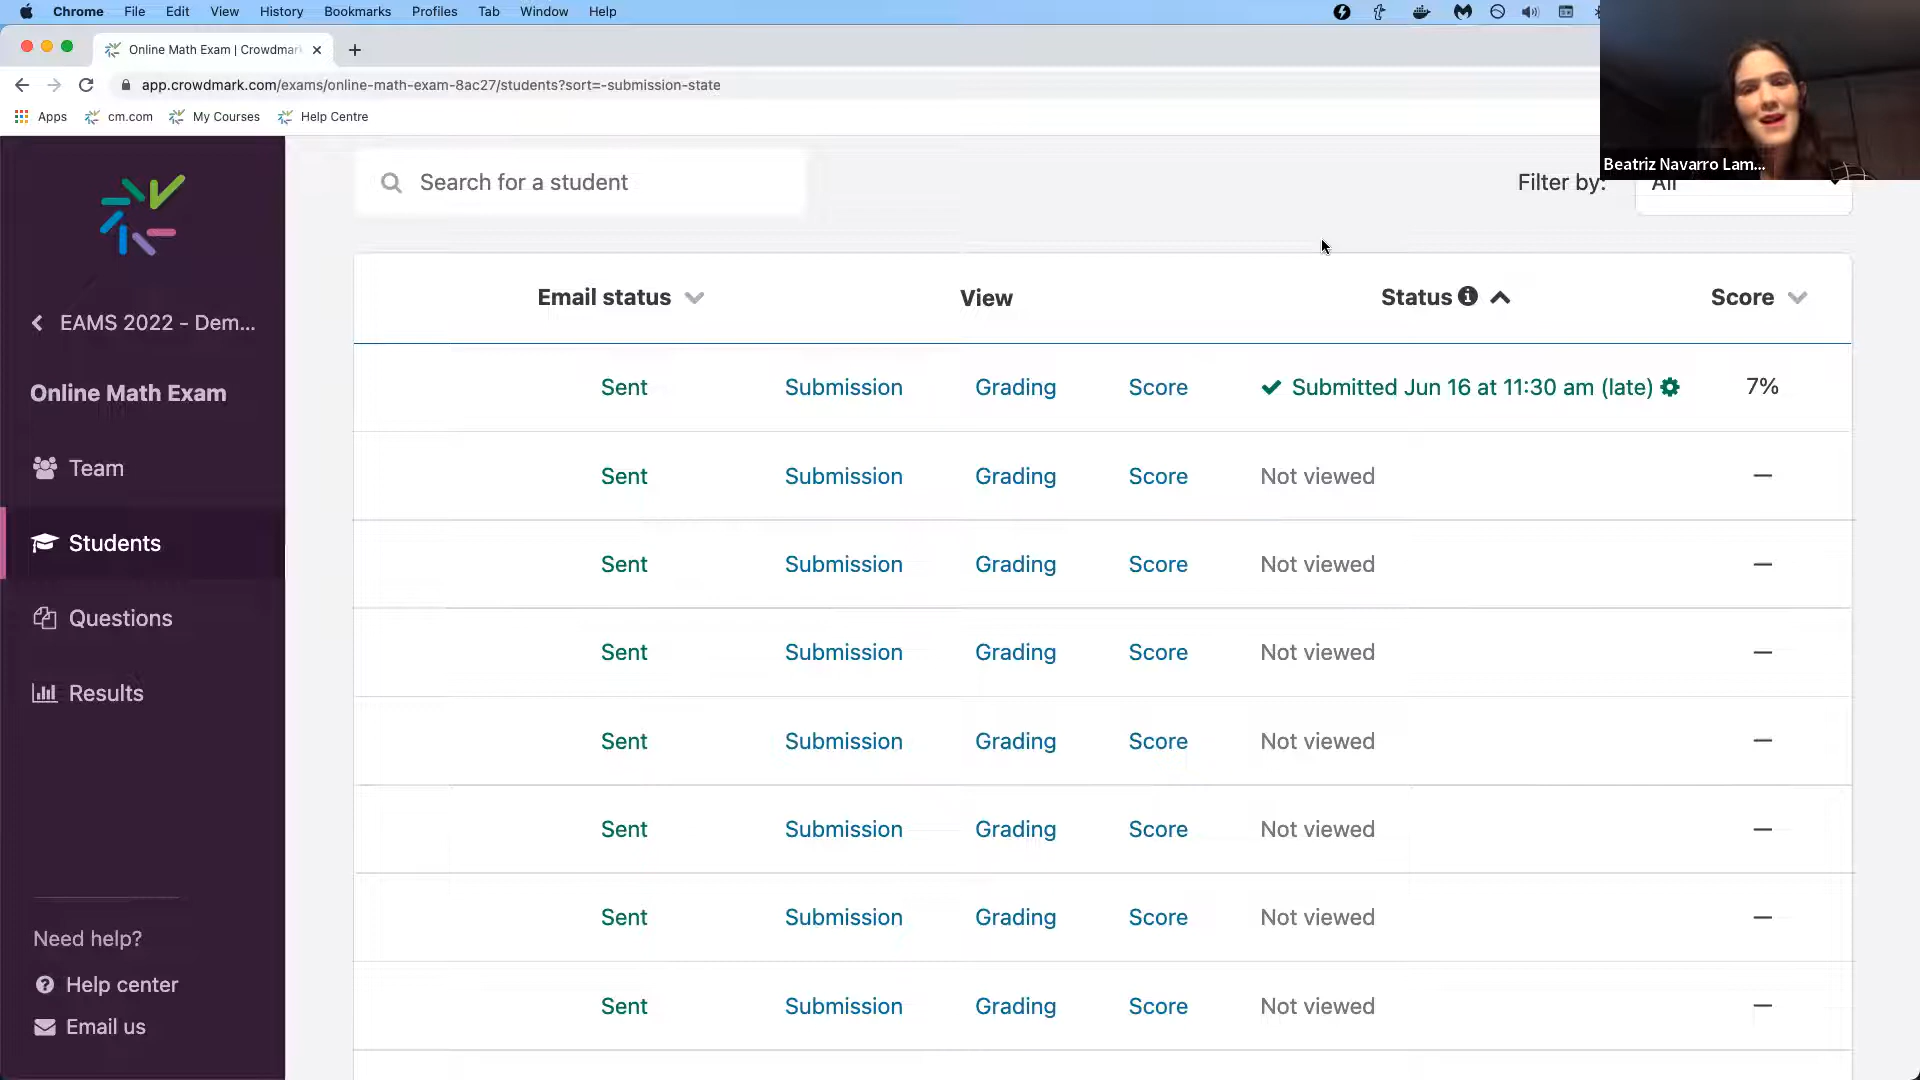 Chrome File Edit View History Bookmarks Profiles Tab Window Help
Online Math Exam | Crowdmar
app.crowdmark.com/exams/online-math-exam-8ac27/students?sort=-submission-state
Apps cm.com My Courses Help Centre
Beatriz Navarro Lam...
Search for a student
Filter by: All
EAMS 2022 - Dem...
Online Math Exam
Team
Students
Questions
Results
Need help?
Help center
Email us
Email status View Status Score
Sent Submission Grading Score Submitted Jun 16 at 11:30 am (late) 7%
Sent Submission Grading Score Not viewed —
Sent Submission Grading Score Not viewed —
Sent Submission Grading Score Not viewed —
Sent Submission Grading Score Not viewed —
Sent Submission Grading Score Not viewed —
Sent Submission Grading Score Not viewed —
Sent Submission Grading Score Not viewed —